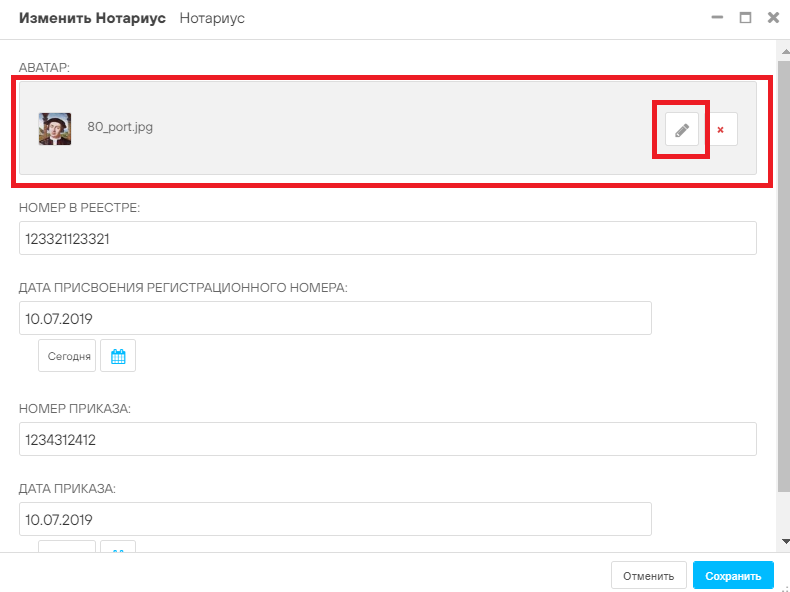 Изменить Нотариус Нотариус
АВАТАР:
80_port.jpg
НОМЕР В РЕЕСТРЕ:
123321123321
ДАТА ПРИСВОЕНИЯ РЕГИСТРАЦИОННОГО НОМЕРА:
10.07.2019
Сегодня
НОМЕР ПРИКАЗА:
1234312412
ДАТА ПРИКАЗА:
10.07.2019
Отменить Сохранить